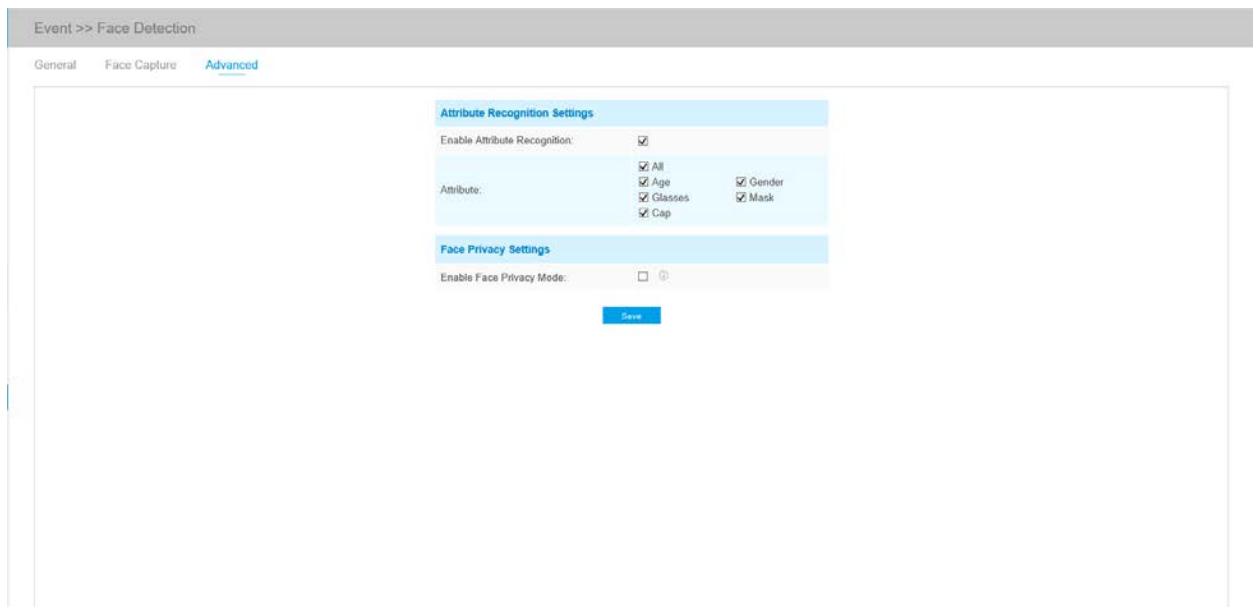 Event >> Face Detection
General Face Capture Advanced
Attribute Recognition Settings
Enable Attribute Recognition:
All
Attribute:
Age Gender
Glasses Mask
Cap
Face Privacy Settings
Enable Face Privacy Mode:
Save